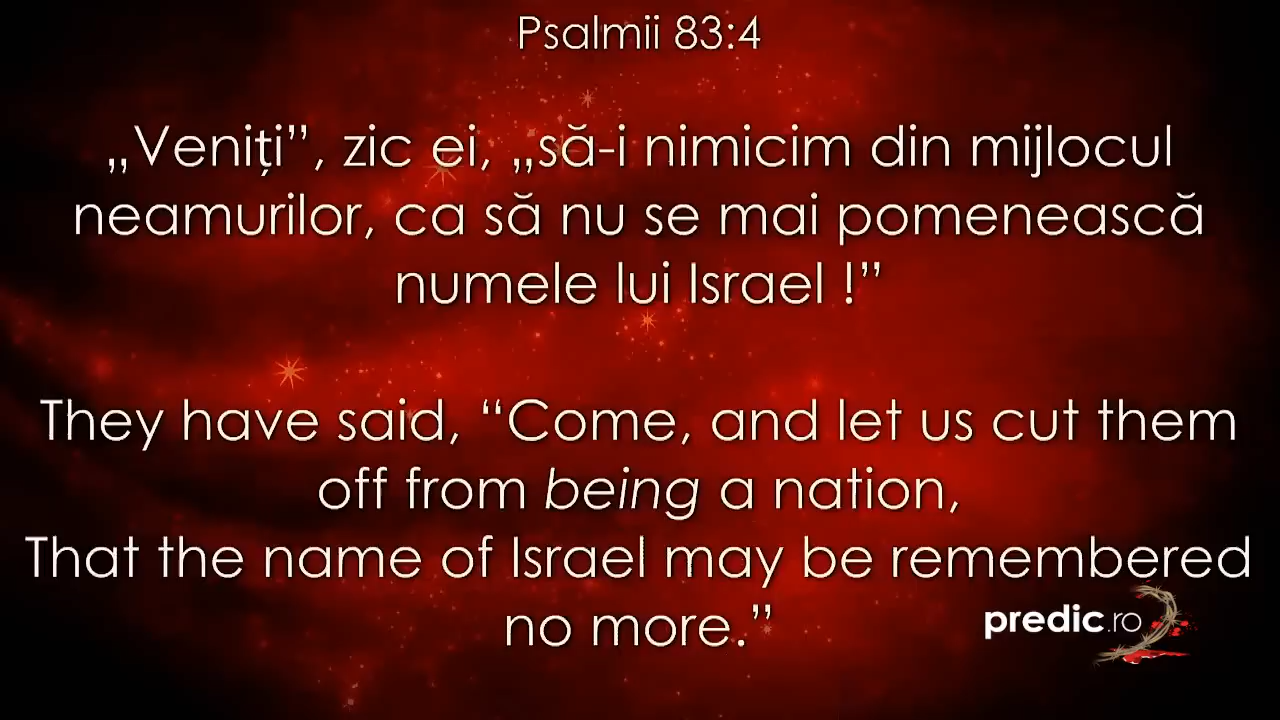 Psalmii 83:4
„Veniți”, zic ei, „să-i nimicim din mijlocul
neamurilor, ca să nu se mai pomenească
numele lui Israel !”
They have said, “Come, and let us cut them
off from being a nation,
That the name of Israel may be remembered
no more.”
predic.ro